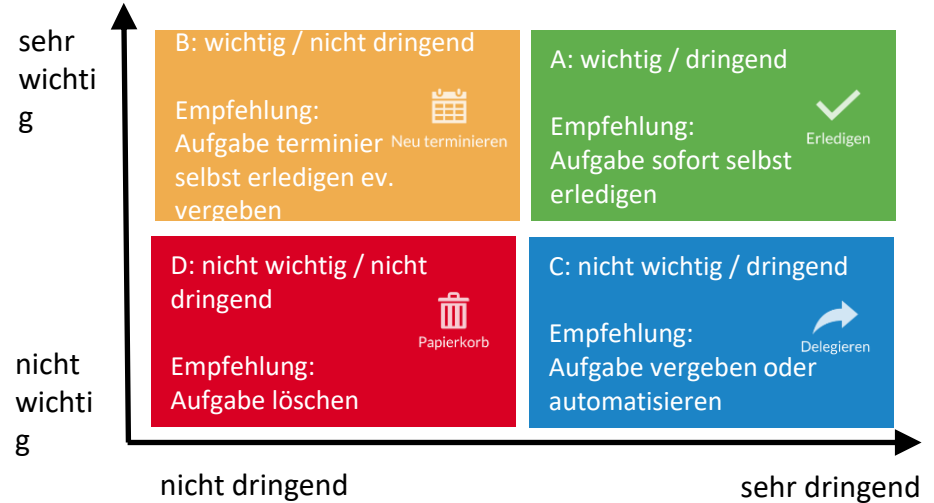 sehr
wichti
g
B: wichtig / nicht dringend
Empfehlung:
Aufgabe terminier
selbst erledigen ev.
vergeben
Neu terminieren
A: wichtig / dringend
Empfehlung:
Aufgabe sofort selbst
erledigen
Erledigen
D: nicht wichtig / nicht
dringend
Empfehlung:
Aufgabe löschen
Papierkorb
C: nicht wichtig / dringend
Empfehlung:
Aufgabe vergeben oder
automatisieren
Delegieren
nicht
wichti
g
nicht dringend
sehr dringend